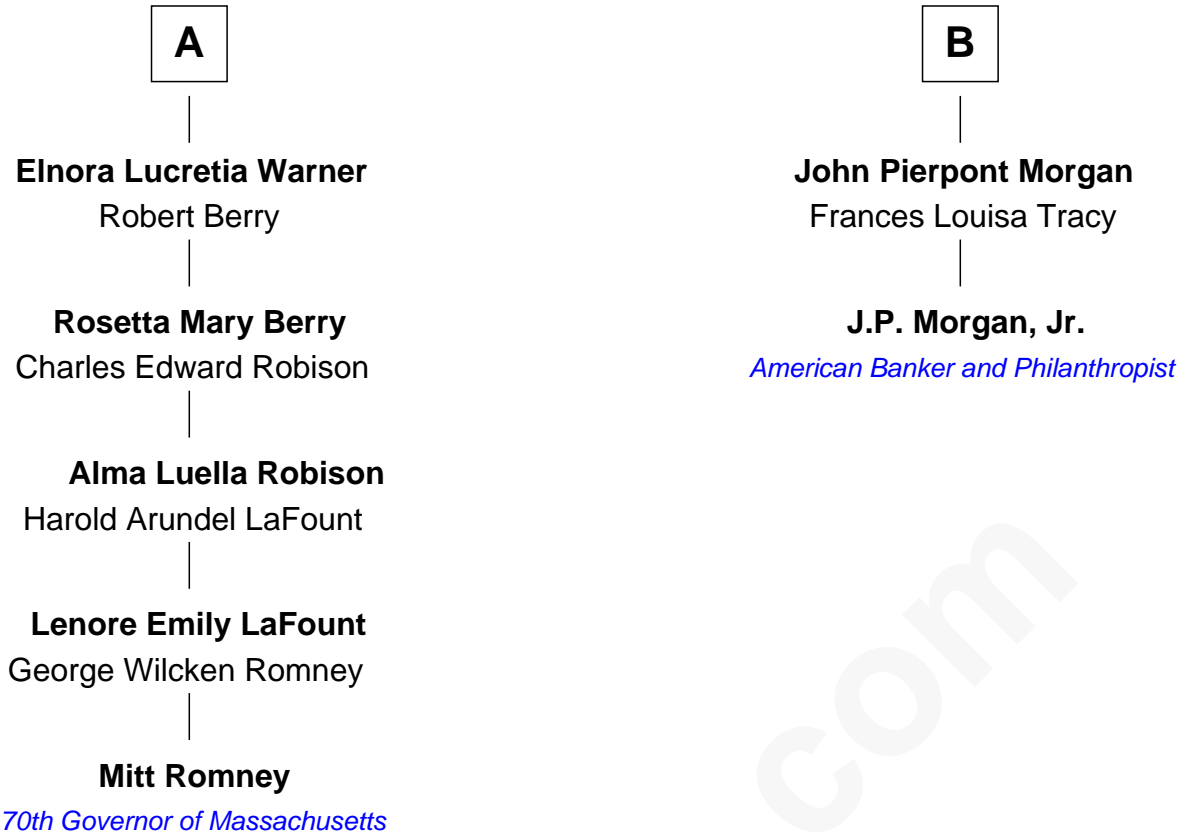 A
Elnora Lucretia Warner
Robert Berry
Rosetta Mary Berry
Charles Edward Robison
Alma Luella Robison
Harold Arundel LaFount
Lenore Emily LaFount
George Wilcken Romney
Mitt Romney
70th Governor of Massachusetts
B
John Pierpont Morgan
Frances Louisa Tracy
J.P. Morgan, Jr.
American Banker and Philanthropist
com